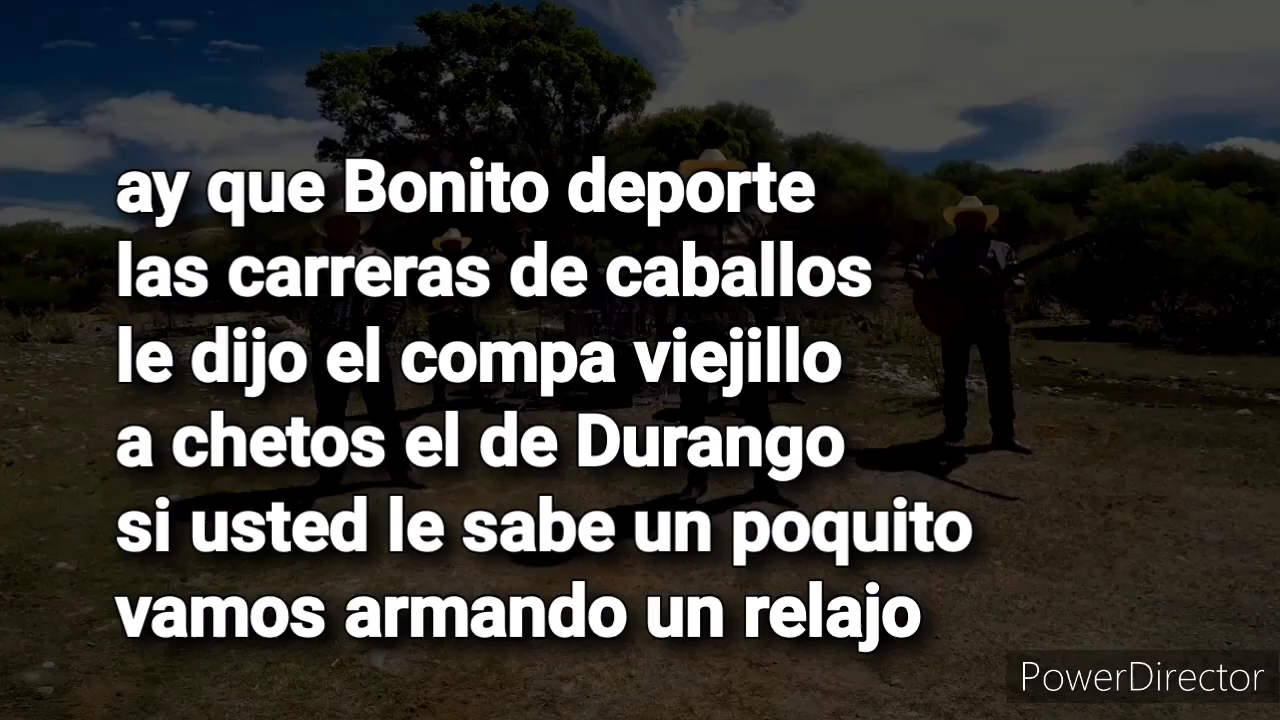 ay que Bonito deporte
las carreras de caballos
le dijo el compa viejillo
a chetos el de Durango
si usted le sabe un poquito
vamos armando un relajo
PowerDirector